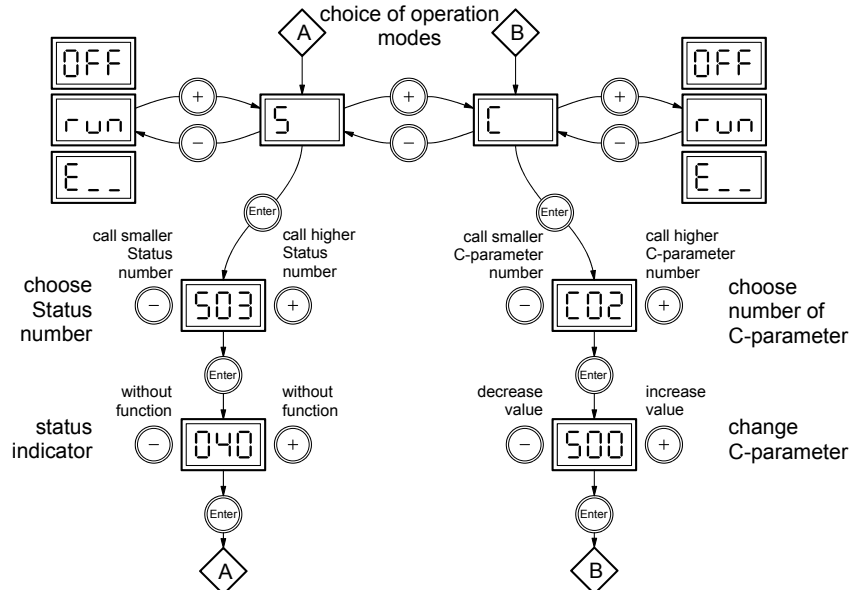 choice of operation
modes
A
B
OFF
run
E_ _
+
−
S
+
−
C
+
−
OFF
run
E_ _
Enter
Enter
call smaller
Status
number
call higher
Status
number
call smaller
C-parameter
number
call higher
C-parameter
number
choose
Status
number
−
S03
+
−
C02
+
choose
number of
C-parameter
Enter
Enter
without
function
without
function
decrease
value
increase
value
status
indicator
−
040
+
−
500
+
change
C-parameter
Enter
Enter
A
B